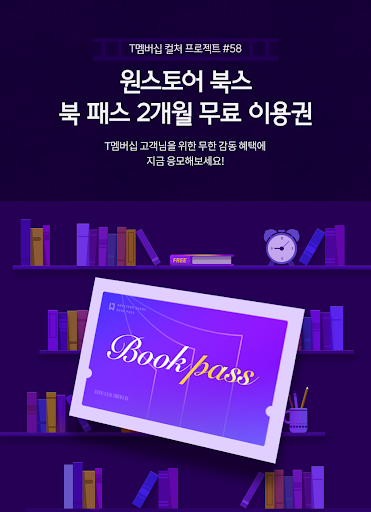 T멤버십 컬처 프로젝트 #58
원스토어 북스
북 패스 2개월 무료 이용권
T멤버십 고객님을 위한 무한 감동 혜택에
지금 응모해보세요!
FREE
Bookpass